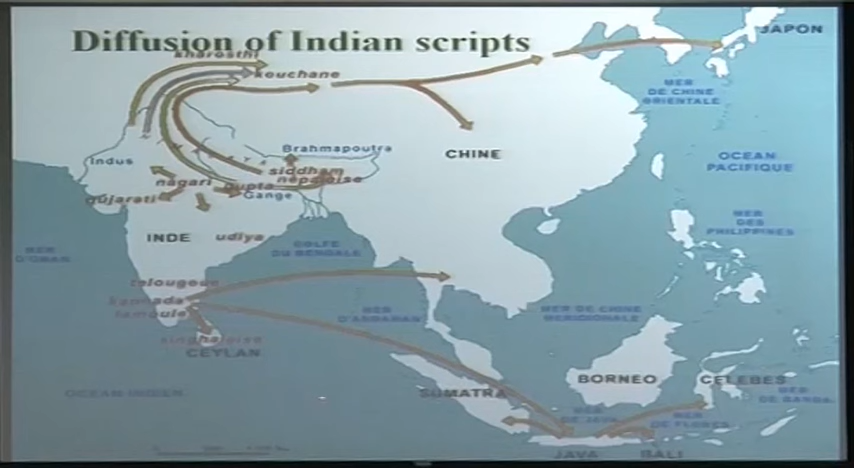 Diffusion of Indian scripts
JAPON
kharosthi
kouchane
MER
DE CHINE
ORIENTALE
Brahmapoutra
CHINE
Indus
OCEAN
PACIFIQUE
siddham
nagari
népalaise
gupta
Gange
gujarati
MER
DES
PHILIPPINES
INDE
udiya
GOLFE
DU BENGALE
MER
D'OMAN
telougoue
kannada
tamoule
MER
D'ANDAMAN
MER DE CHINE
MERIDIONALE
singhalaise
CEYLAN
BORNEO
CELEBES
OCEAN INDIEN
SUMATRA
MER
DE BANDA
MER
DE JAVA
MER
DE FLORES
JAVA
BALI